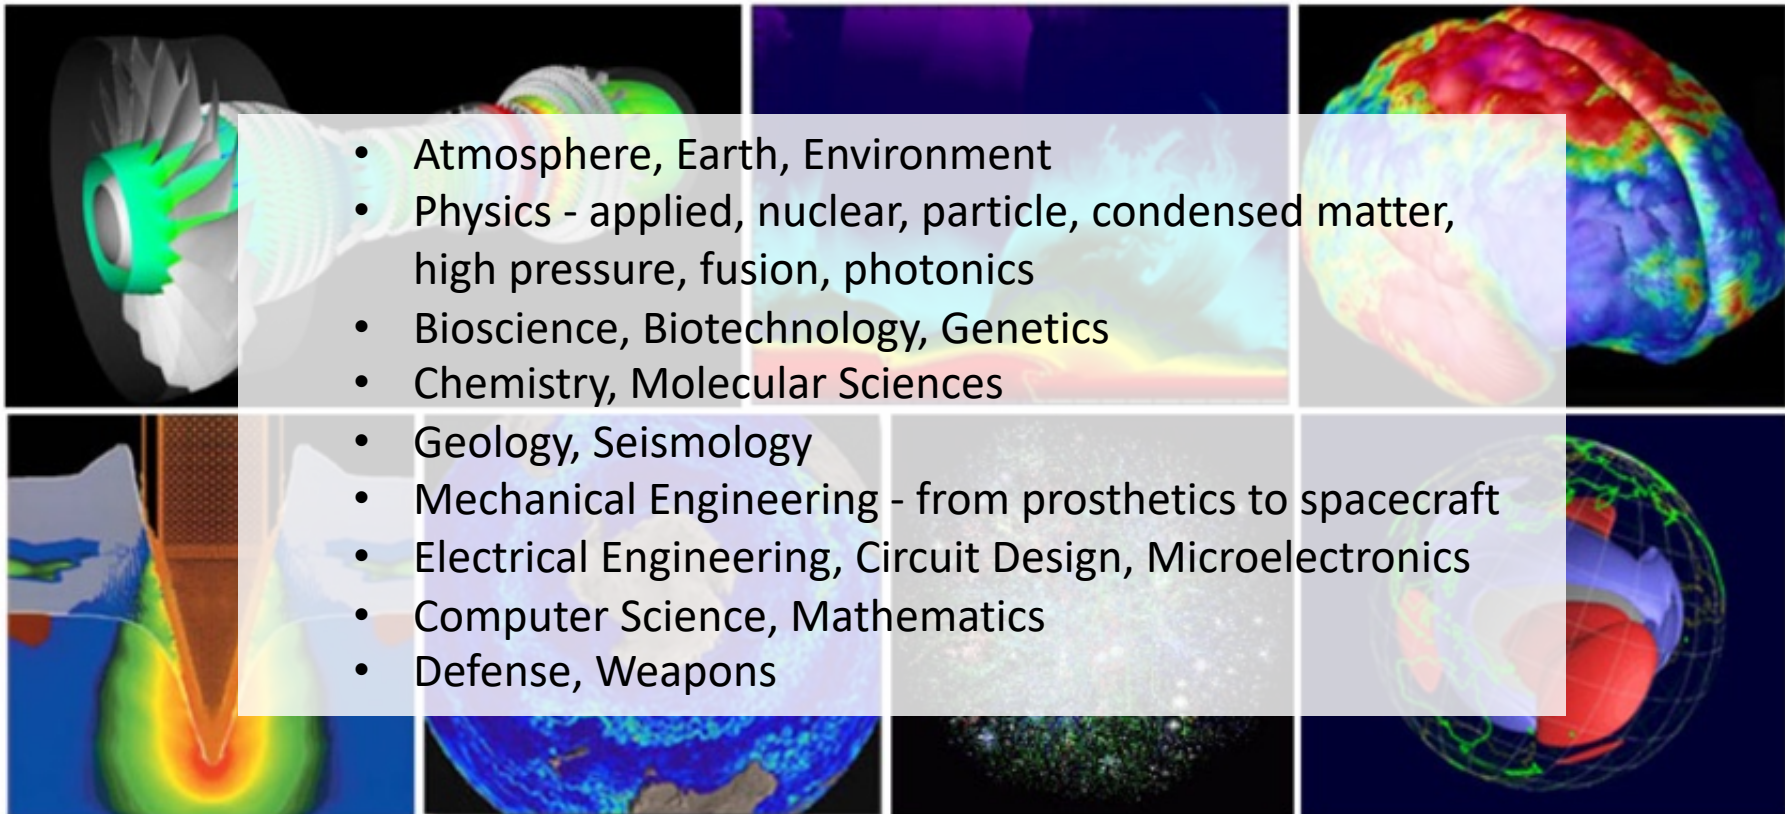 • Atmosphere, Earth, Environment
• Physics - applied, nuclear, particle, condensed matter,
high pressure, fusion, photonics
• Bioscience, Biotechnology, Genetics
• Chemistry, Molecular Sciences
• Geology, Seismology
• Mechanical Engineering - from prosthetics to spacecraft
• Electrical Engineering, Circuit Design, Microelectronics
• Computer Science, Mathematics
• Defense, Weapons